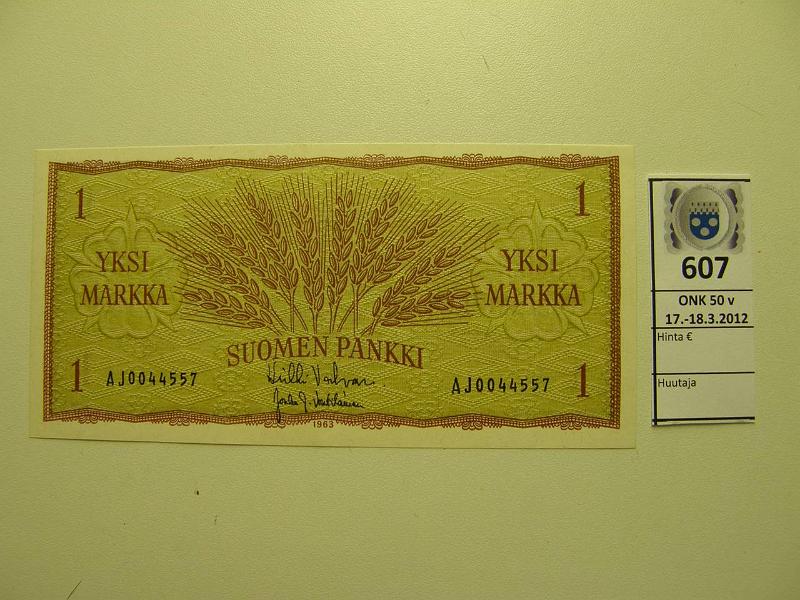 1
1
YKSI
MARKKA
YKSI
MARKKA
SUOMEN PANKKI
1 AJ0044557
AJ0044557 1
1963
607
ONK 50 v
17.-18.3.2012
Hinta €
Huutaja